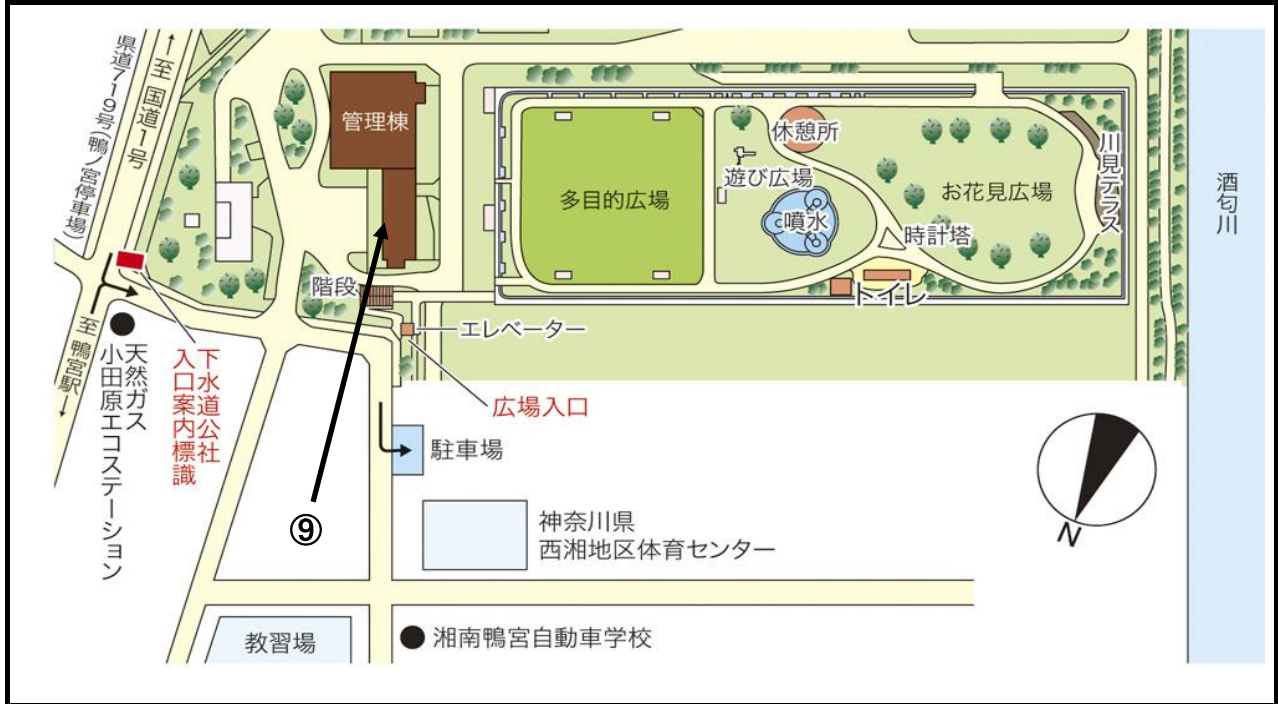 県道719号(鴨ノ宮停車場)
↑至国道1号
管理棟
休憩所
遊び広場
噴水
多目的広場
お花見広場
川見テラス
時計塔
トイレ
酒匂川
階段
エレベーター
広場入口
至鴨宮駅↓
天然ガス
小田原エコステーション
下水道公社
入口案内標識
駐車場
⑨
神奈川県
西湘地区体育センター
N
教習場
湘南鴨宮自動車学校